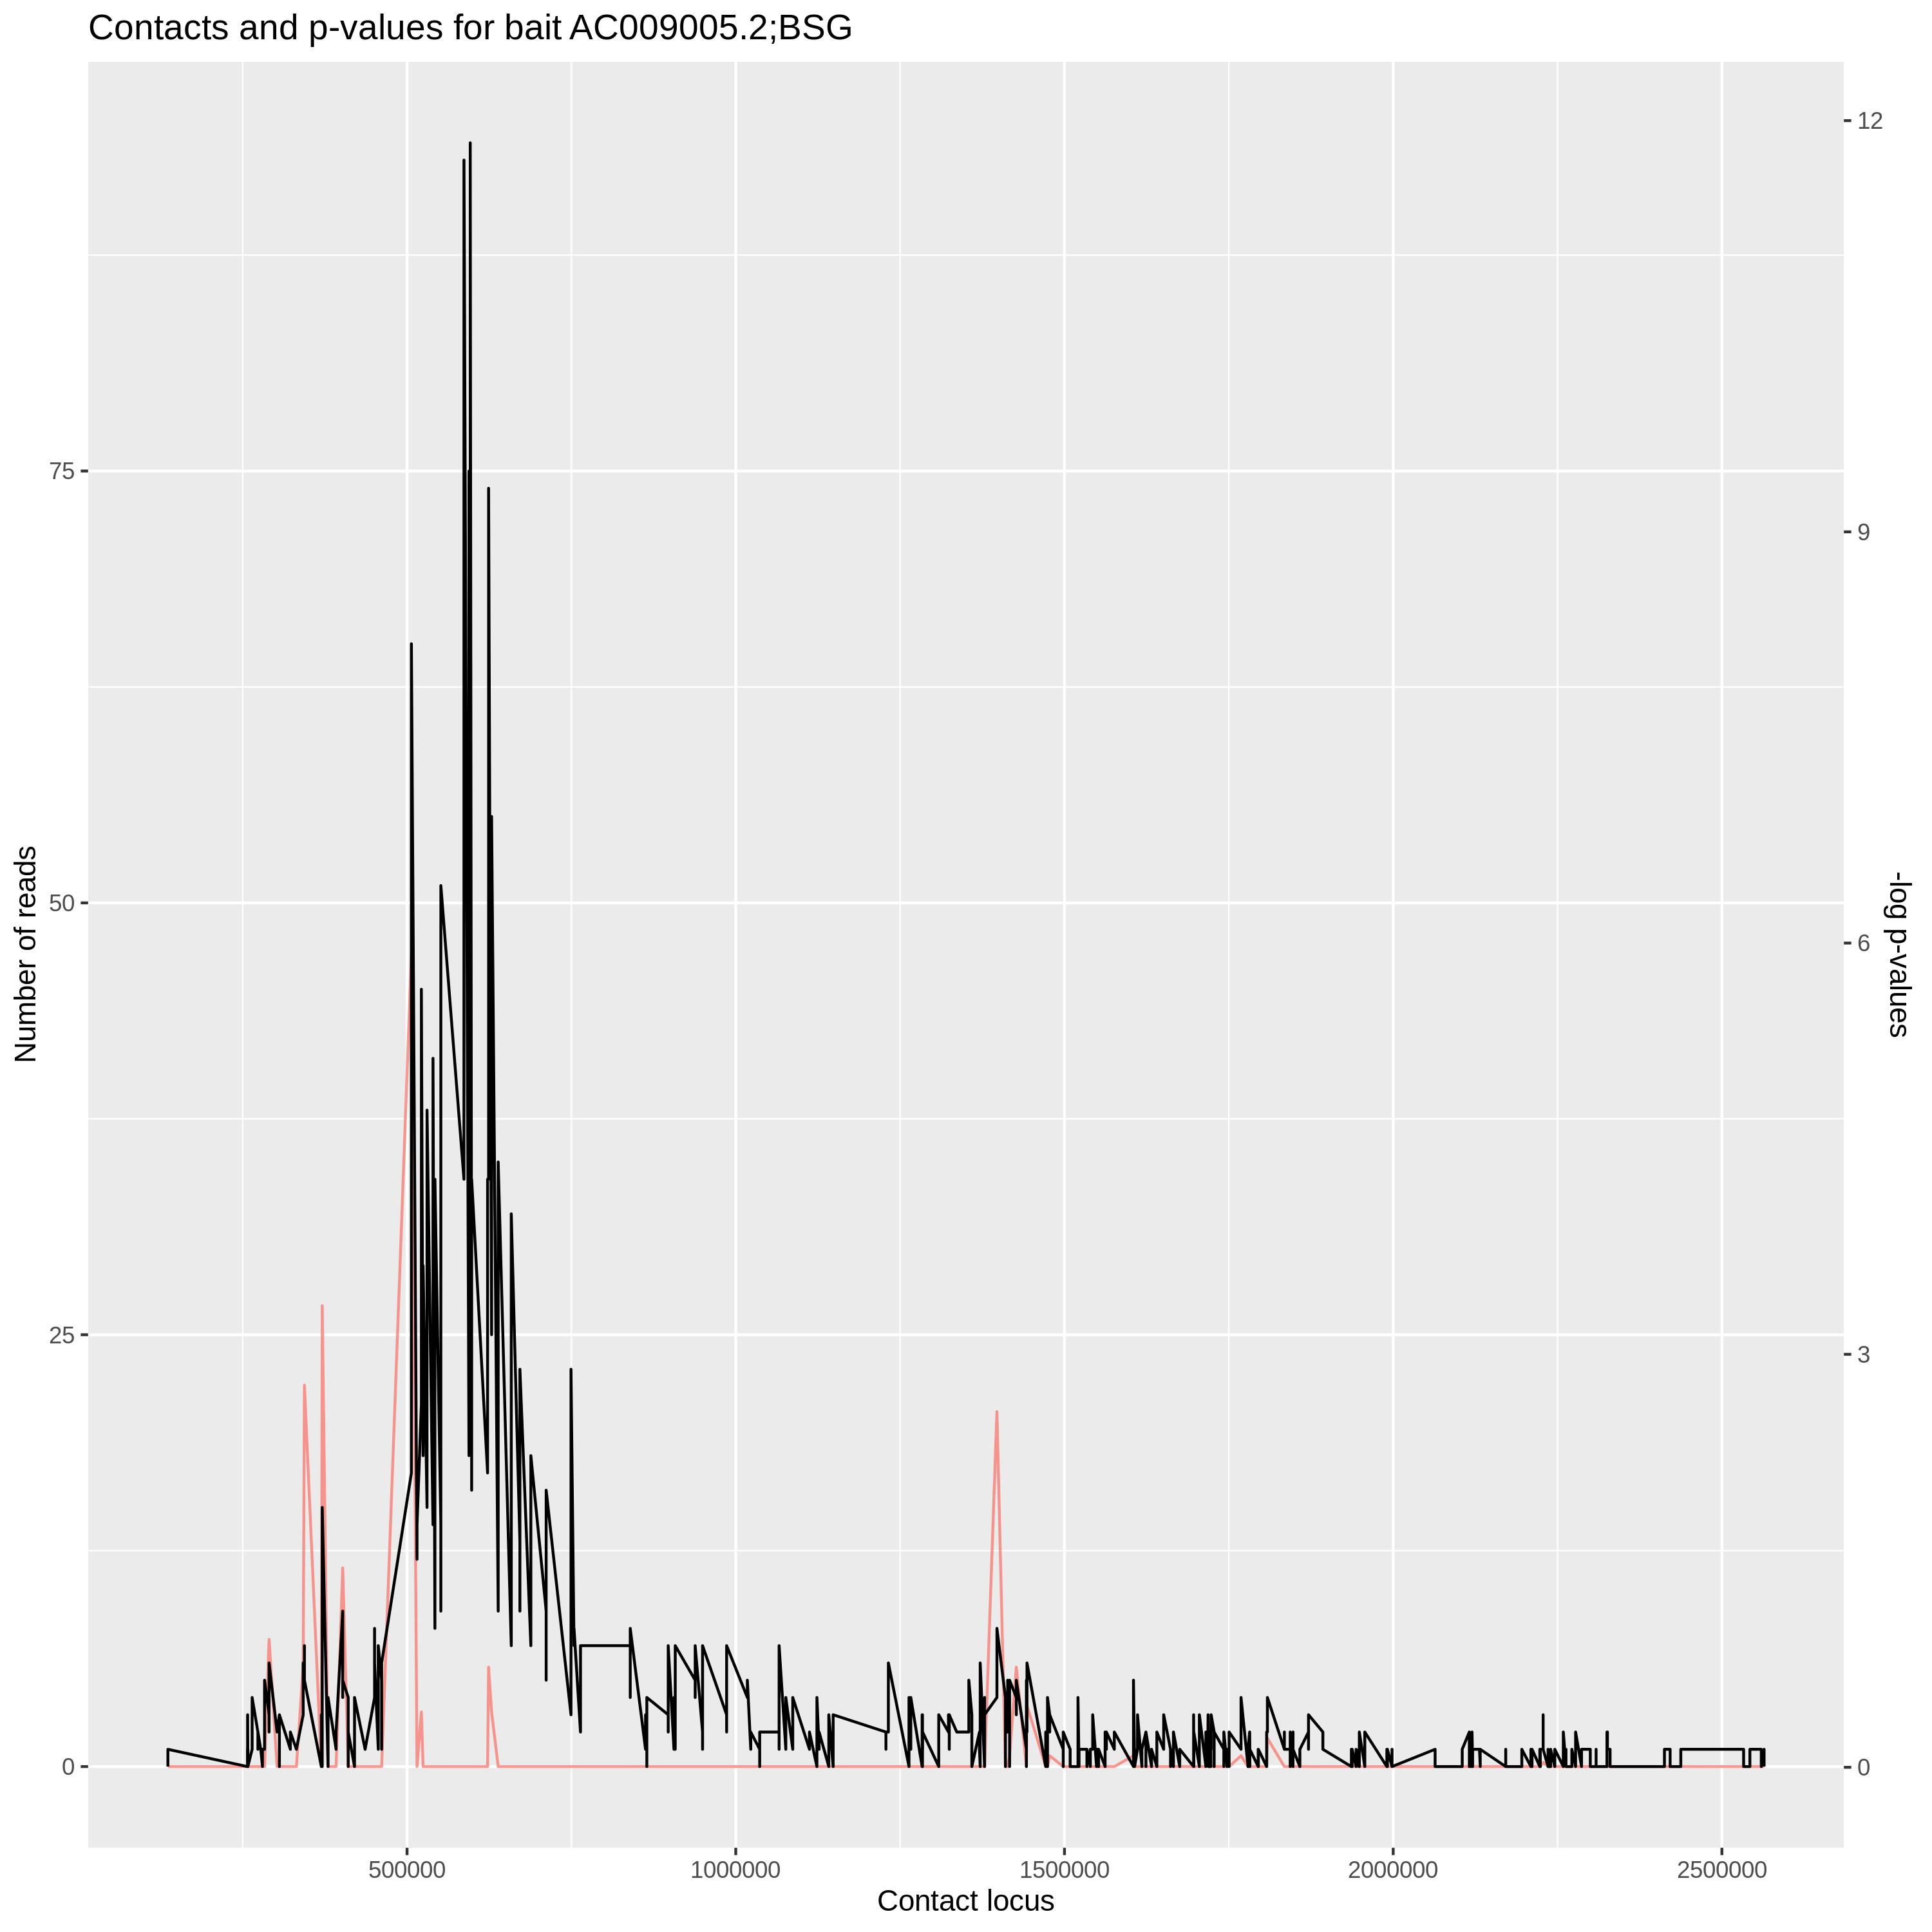 Contacts and p-values for bait AC009005.2;BSG
12
75
9
Number of reads
50
-log p-values
6
25
3
0
0
500000 1000000 1500000 2000000 2500000
Contact locus